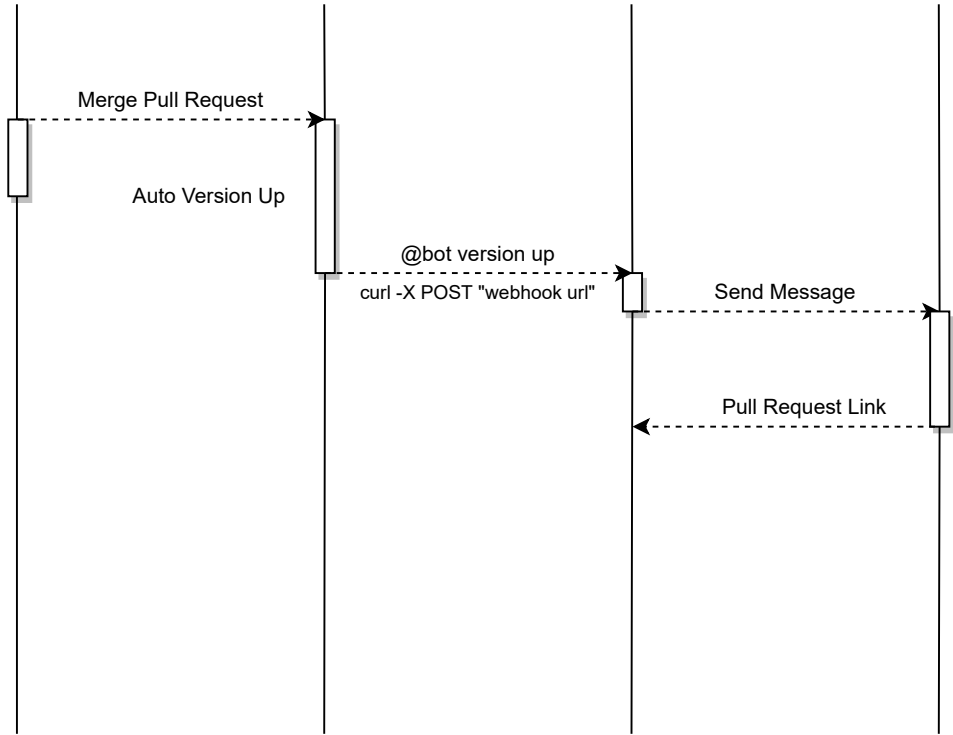 Merge Pull Request
Auto Version Up
@bot version up
curl -X POST "webhook url"
Send Message
Pull Request Link